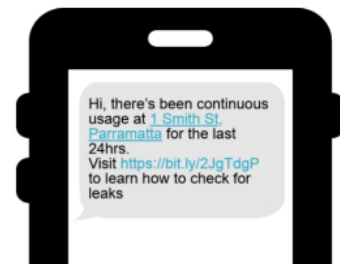 Hi, there's been continuous
usage at 1 Smith St,
Parramatta for the last
24hrs.
Visit https://bit.ly/2JgTdgP
to learn how to check for
leaks